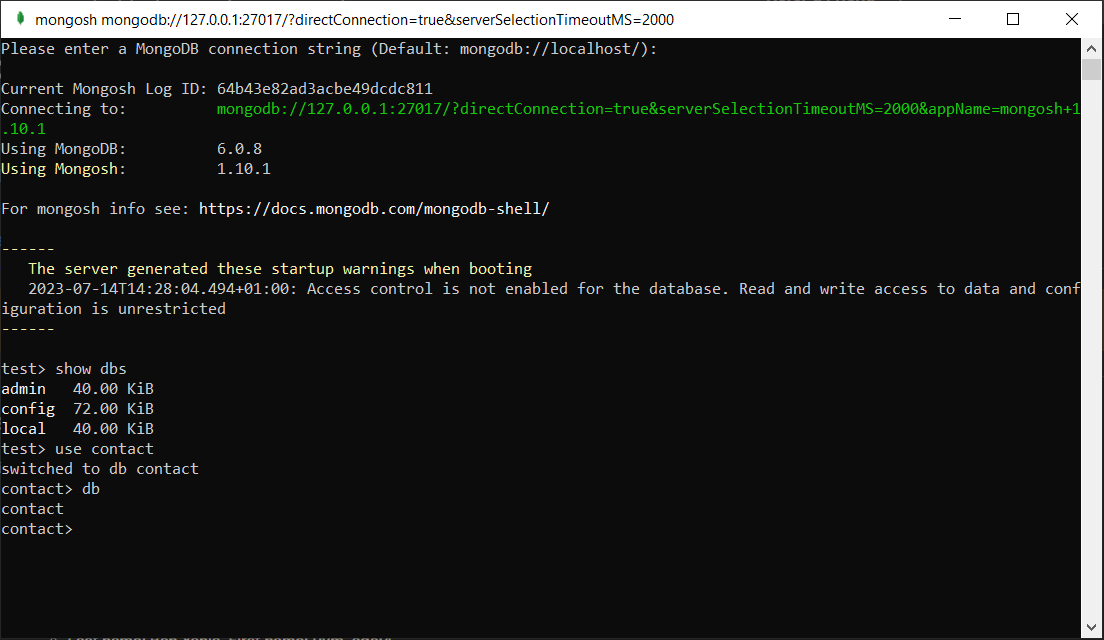 mongosh mongodb://127.0.0.1:27017/?directConnection=true&serverSelectionTimeoutMS=2000
Please enter a MongoDB connection string (Default: mongodb://localhost/):
Current Mongosh Log ID: 64b43e82ad3acbe49dcdc811
Connecting to: mongodb://127.0.0.1:27017/?directConnection=true&serverSelectionTimeoutMS=2000&appName=mongosh+1
.10.1
Using MongoDB: 6.0.8
Using Mongosh: 1.10.1
For mongosh info see: https://docs.mongodb.com/mongodb-shell/
------
The server generated these startup warnings when booting
2023-07-14T14:28:04.494+01:00: Access control is not enabled for the database. Read and write access to data and conf
iguration is unrestricted
------
test> show dbs
admin 40.00 KiB
config 72.00 KiB
local 40.00 KiB
test> use contact
switched to db contact
contact> db
contact
contact>